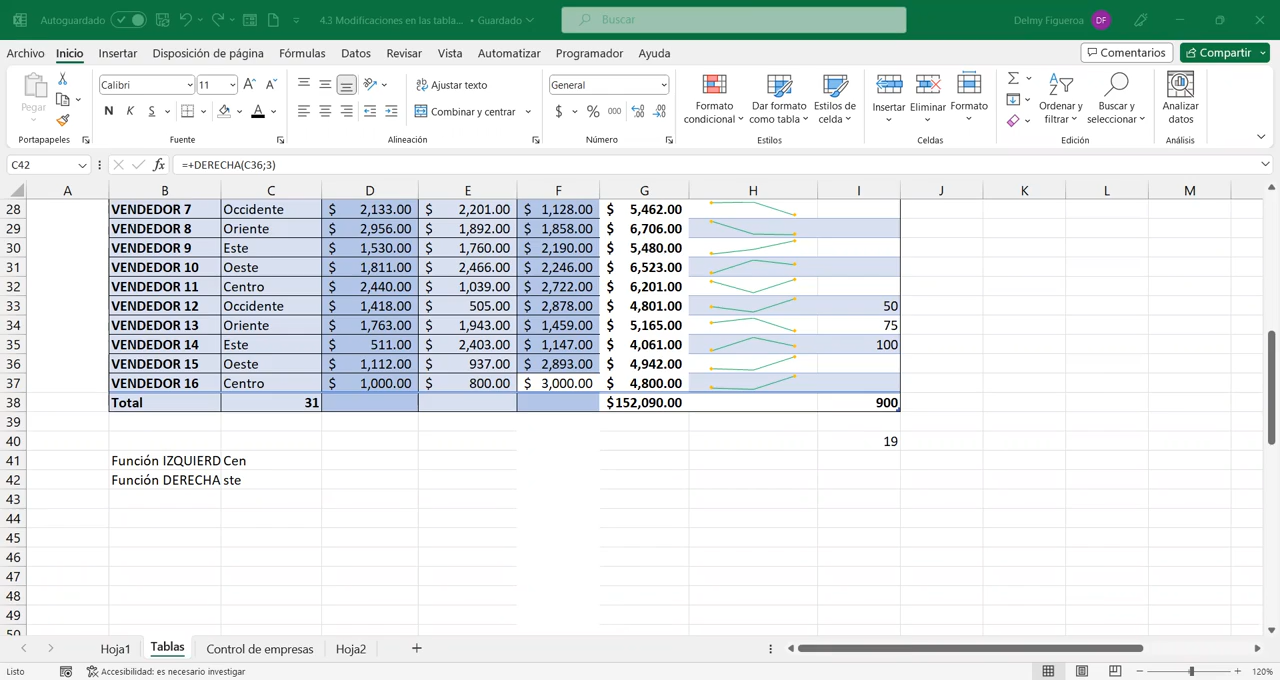 Autoguardado 4.3 Modificaciones en las tabla... • Guardado Buscar Delmy Figueroa DF
Archivo Inicio Insertar Disposición de página Fórmulas Datos Revisar Vista Automatizar Programador Ayuda Comentarios Compartir
Pegar Calibri 11 Ajustar texto General Formato condicional Dar formato como tabla Estilos de celda Insertar Eliminar Formato Ordenar y filtrar Buscar y seleccionar Analizar datos
N K S Combinar y centrar $ % 000
Portapapeles Fuente Alineación Número Estilos Celdas Edición Análisis
C42 fx =+DERECHA(C36;3)
A B C D E F G H I J K L M
28 VENDEDOR 7 Occidente $ 2,133.00 $ 2,201.00 $ 1,128.00 $ 5,462.00
29 VENDEDOR 8 Oriente $ 2,956.00 $ 1,892.00 $ 1,858.00 $ 6,706.00
30 VENDEDOR 9 Este $ 1,530.00 $ 1,760.00 $ 2,190.00 $ 5,480.00
31 VENDEDOR 10 Oeste $ 1,811.00 $ 2,466.00 $ 2,246.00 $ 6,523.00
32 VENDEDOR 11 Centro $ 2,440.00 $ 1,039.00 $ 2,722.00 $ 6,201.00
33 VENDEDOR 12 Occidente $ 1,418.00 $ 505.00 $ 2,878.00 $ 4,801.00 50
34 VENDEDOR 13 Oriente $ 1,763.00 $ 1,943.00 $ 1,459.00 $ 5,165.00 75
35 VENDEDOR 14 Este $ 511.00 $ 2,403.00 $ 1,147.00 $ 4,061.00 100
36 VENDEDOR 15 Oeste $ 1,112.00 $ 937.00 $ 2,893.00 $ 4,942.00
37 VENDEDOR 16 Centro $ 1,000.00 $ 800.00 $ 3,000.00 $ 4,800.00
38 Total 31 $152,090.00 900
39
40 19
41 Función IZQUIERD Cen
42 Función DERECHA ste
43
44
45
46
47
48
49
50
Hoja1 Tablas Control de empresas Hoja2
Listo Accesibilidad: es necesario investigar 120%